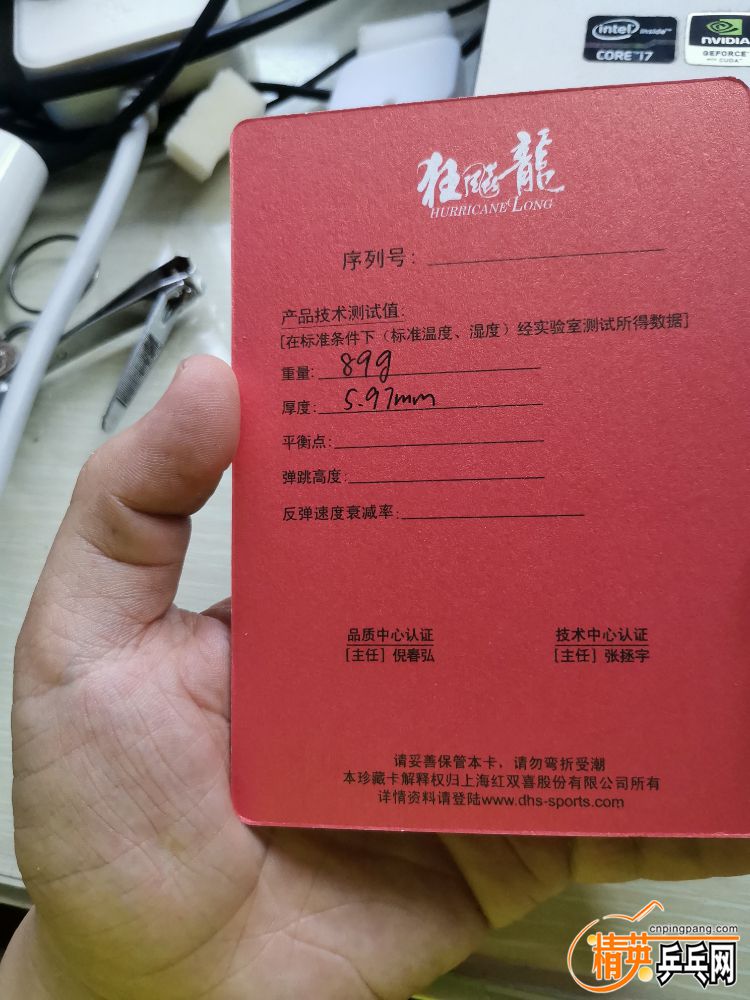 intel inside™
CORE™ i7
NVIDIA
GEFORCE®
with CUDA™
狂飚龍
HURRICANE LONG
序列号：
产品技术测试值:
[在标准条件下（标准温度、湿度）经实验室测试所得数据]
重量: 89g
厚度: 5.97mm
平衡点:
弹跳高度:
反弹速度衰减率:
品质中心认证
[主任] 倪春弘
技术中心认证
[主任] 张拯宇
请妥善保管本卡，请勿弯折受潮
本珍藏卡解释权归上海红双喜股份有限公司所有
详情资料请登陆www.dhs-sports.com
cnpingpang.com
精英乒乓网